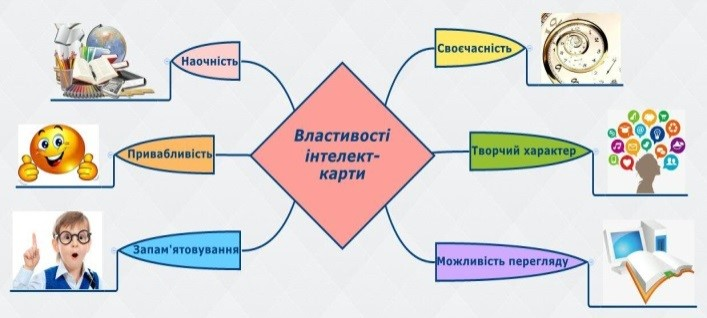 Наочність
Своєчасність
Властивості
інтелект-
карти
Привабливість
Творчий характер
Запам'ятовування
Можливість перегляду